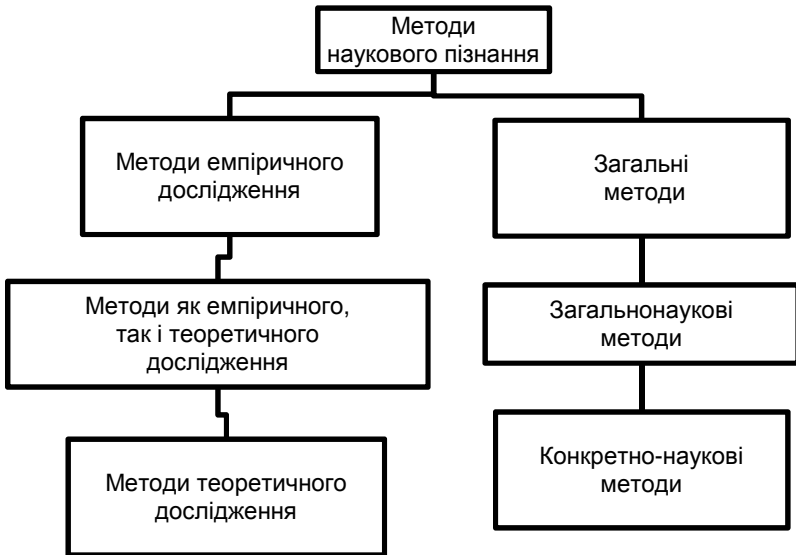 Методи
наукового пізнання
Методи емпіричного
дослідження
Загальні
методи
Методи як емпіричного,
так і теоретичного
дослідження
Загальнонаукові
методи
Методи теоретичного
дослідження
Конкретно-наукові
методи